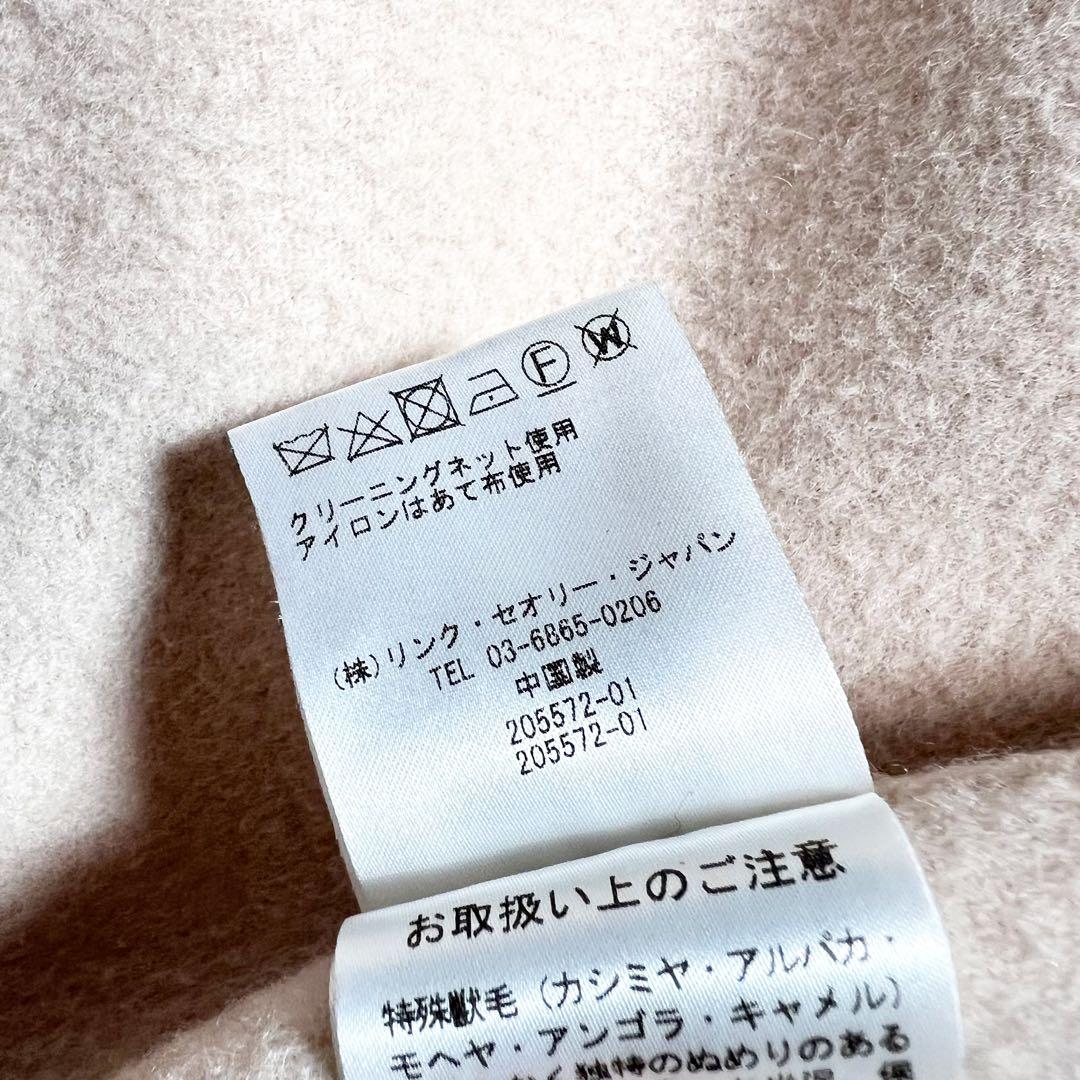 F W
クリーニングネット使用
アイロンはあて布使用
(株)リンク・セオリー・ジャパン
TEL 03-6865-0206
中国製
205572-01
205572-01
お取扱い上のご注意
特殊獣毛(カシミヤ・アルパカ・
モヘヤ・アンゴラ・キャメル)
独特のぬめりのある